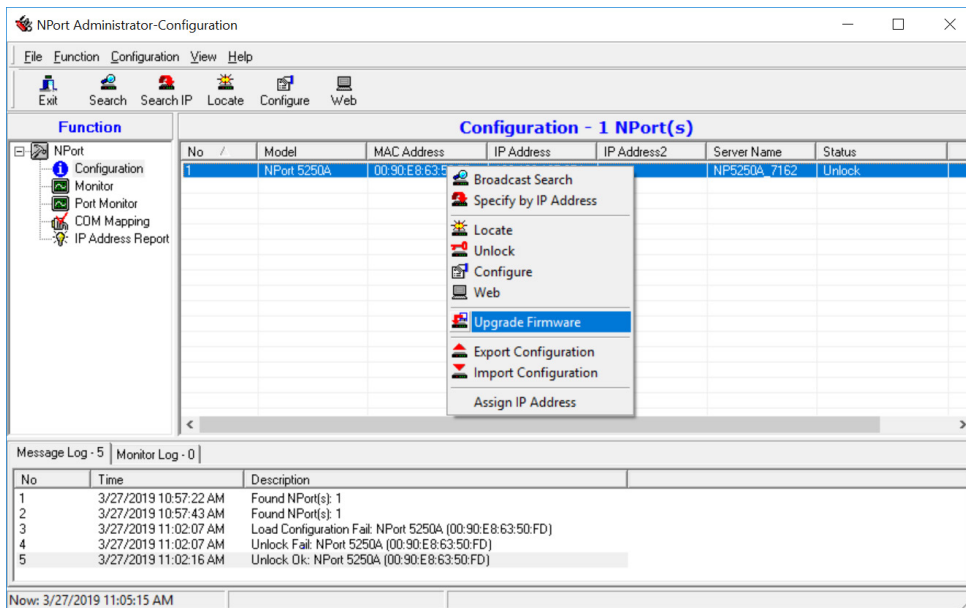 NPort Administrator-Configuration
File Function Configuration View Help
Exit Search Search IP Locate Configure Web
Function
Configuration - 1 NPort(s)
NPort
Configuration
Monitor
Port Monitor
COM Mapping
IP Address Report
No Model MAC Address IP Address IP Address2 Server Name Status
1 NPort 5250A 00:90:E8:63:5 NP5250A_7162 Unlock
Broadcast Search
Specify by IP Address
Locate
Unlock
Configure
Web
Upgrade Firmware
Export Configuration
Import Configuration
Assign IP Address
Message Log - 5 Monitor Log - 0
No Time Description
1 3/27/2019 10:57:22 AM Found NPort(s): 1
2 3/27/2019 10:57:43 AM Found NPort(s): 1
3 3/27/2019 11:02:07 AM Load Configuration Fail: NPort 5250A (00:90:E8:63:50:FD)
4 3/27/2019 11:02:07 AM Unlock Fail: NPort 5250A (00:90:E8:63:50:FD)
5 3/27/2019 11:02:16 AM Unlock Ok: NPort 5250A (00:90:E8:63:50:FD)
Now: 3/27/2019 11:05:15 AM